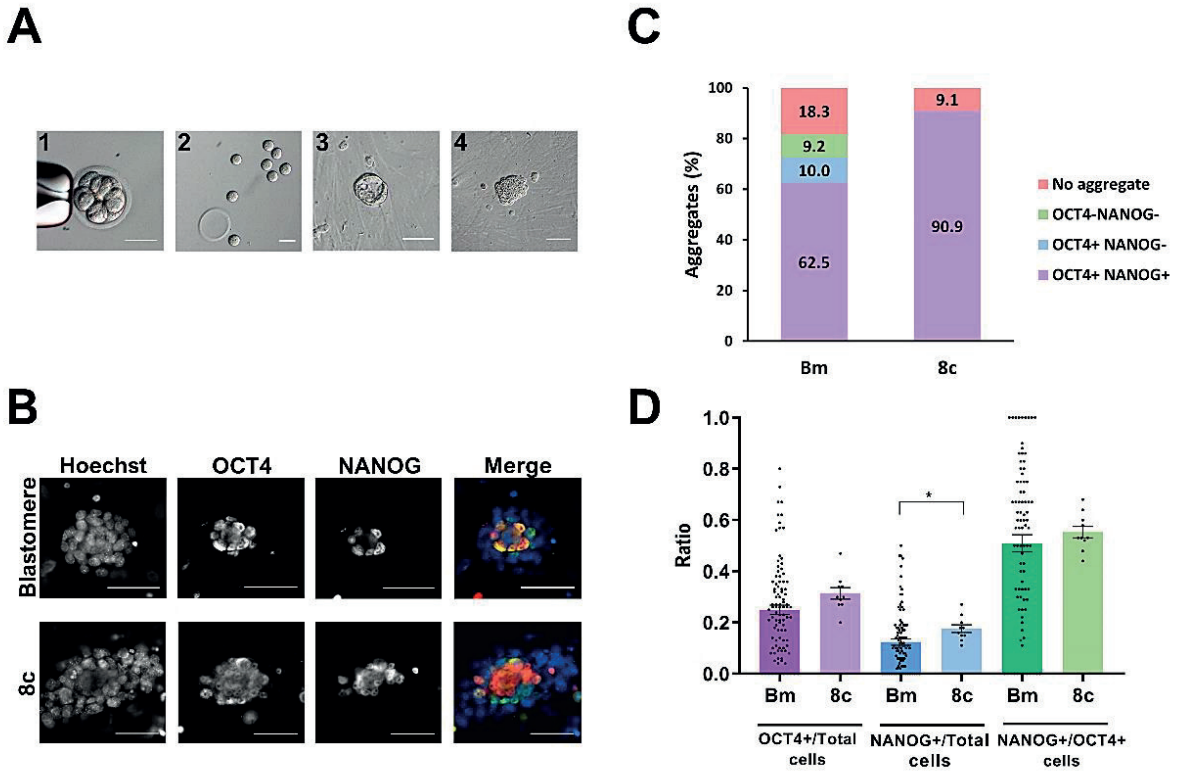 A
1
2
3
4
B
Hoechst
OCT4
NANOG
Merge
Blastomere
8c
C
100
80
60
40
20
0
Aggregates (%)
18.3
9.2
10.0
62.5
9.1
90.9
Bm
8c
No aggregate
OCT4-NANOG-
OCT4+ NANOG-
OCT4+ NANOG+
D
1.0
0.8
0.6
0.4
0.2
0.0
Ratio
*
Bm
8c
Bm
8c
Bm
8c
OCT4+/Total
cells
NANOG+/Total
cells
NANOG+/OCT4+
cells